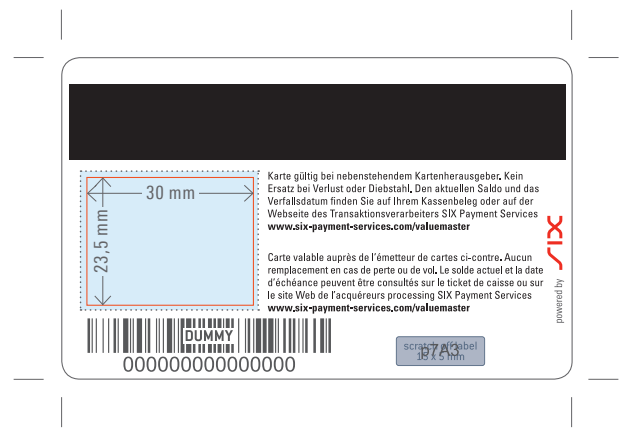 30 mm
23,5 mm
Karte gültig bei nebenstehendem Kartenherausgeber. Kein
Ersatz bei Verlust oder Diebstahl. Den aktuellen Saldo und das
Verfallsdatum finden Sie auf Ihrem Kassenbeleg oder auf der
Webseite des Transaktionsverarbeiters SIX Payment Services
www.six-payment-services.com/valuemaster
Carte valable auprès de l'émetteur de cartes ci-contre. Aucun
remplacement en cas de perte ou de vol. Le solde actuel et la date
d'échéance peuvent être consultés sur le ticket de caisse ou sur
le site Web de l'acquéreurs processing SIX Payment Services
www.six-payment-services.com/valuemaster
powered by SIX
DUMMY
000000000000000
scratch off label
p7A3
13 x 5 mm